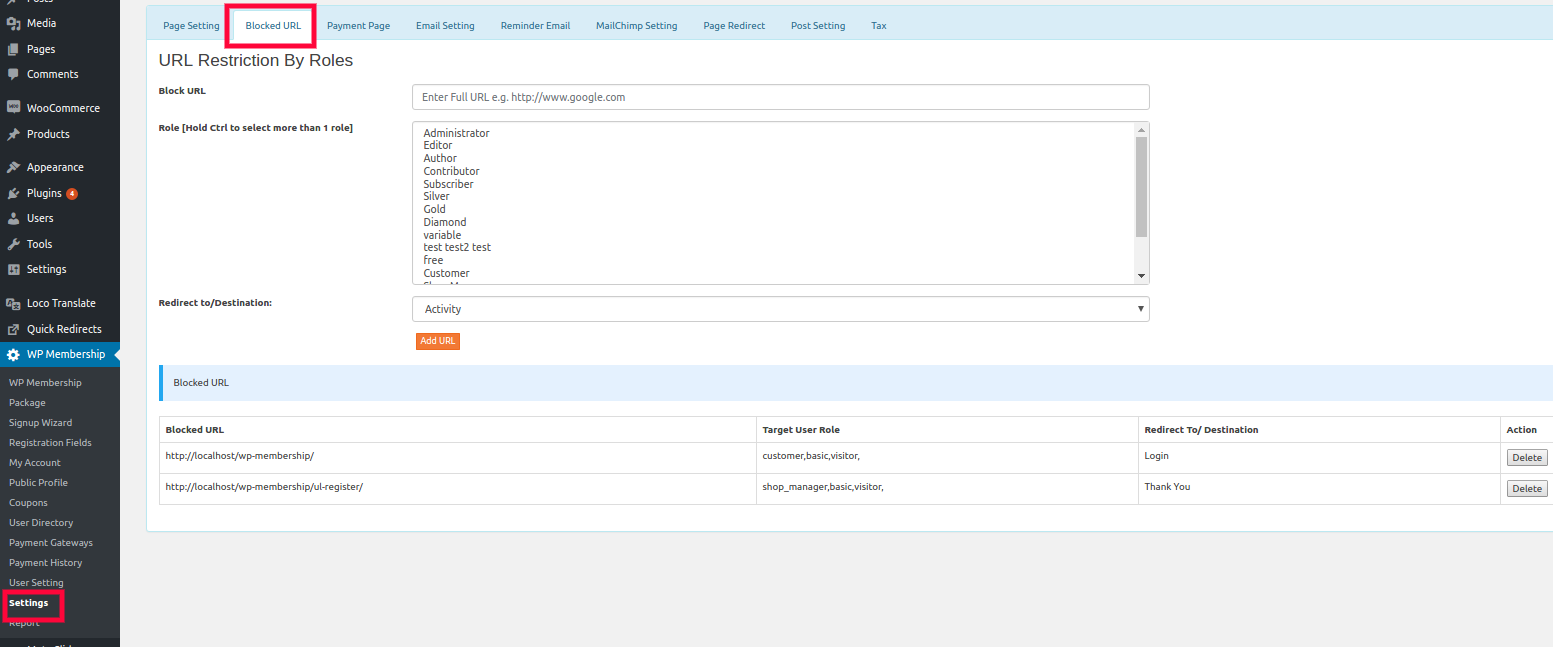 Posts
Media
Pages
Comments
WooCommerce
Products
Appearance
Plugins 4
Users
Tools
Settings
Loco Translate
Quick Redirects
WP Membership
WP Membership
Package
Signup Wizard
Registration Fields
My Account
Public Profile
Coupons
User Directory
Payment Gateways
Payment History
User Setting
Settings
Report
Page Setting Blocked URL Payment Page Email Setting Reminder Email MailChimp Setting Page Redirect Post Setting Tax
URL Restriction By Roles
Block URL
Enter Full URL e.g. http://www.google.com
Role [Hold Ctrl to select more than 1 role]
Administrator
Editor
Author
Contributor
Subscriber
Silver
Gold
Diamond
variable
test test2 test
free
Customer
Redirect to/Destination:
Activity
Add URL
Blocked URL
Blocked URL Target User Role Redirect To/ Destination Action
http://localhost/wp-membership/ customer,basic,visitor, Login Delete
http://localhost/wp-membership/ul-register/ shop_manager,basic,visitor, Thank You Delete